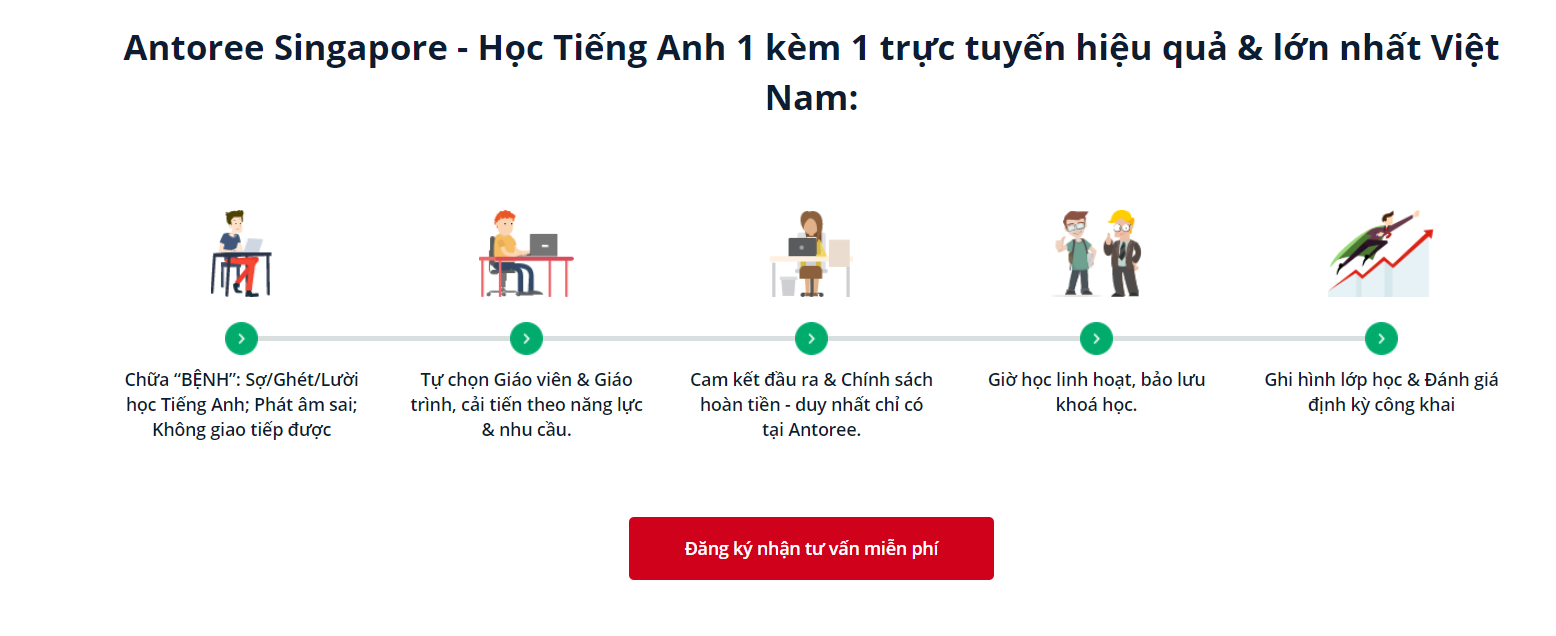 Antoree Singapore - Học Tiếng Anh 1 kèm 1 trực tuyến hiệu quả & lớn nhất Việt
Nam:
Chữa “BỆNH”: Sợ/Ghét/Lười
học Tiếng Anh; Phát âm sai;
Không giao tiếp được
Tự chọn Giáo viên & Giáo
trình, cải tiến theo năng lực
& nhu cầu.
Cam kết đầu ra & Chính sách
hoàn tiền - duy nhất chỉ có
tại Antoree.
Giờ học linh hoạt, bảo lưu
khoá học.
Ghi hình lớp học & Đánh giá
định kỳ công khai
Đăng ký nhận tư vấn miễn phí